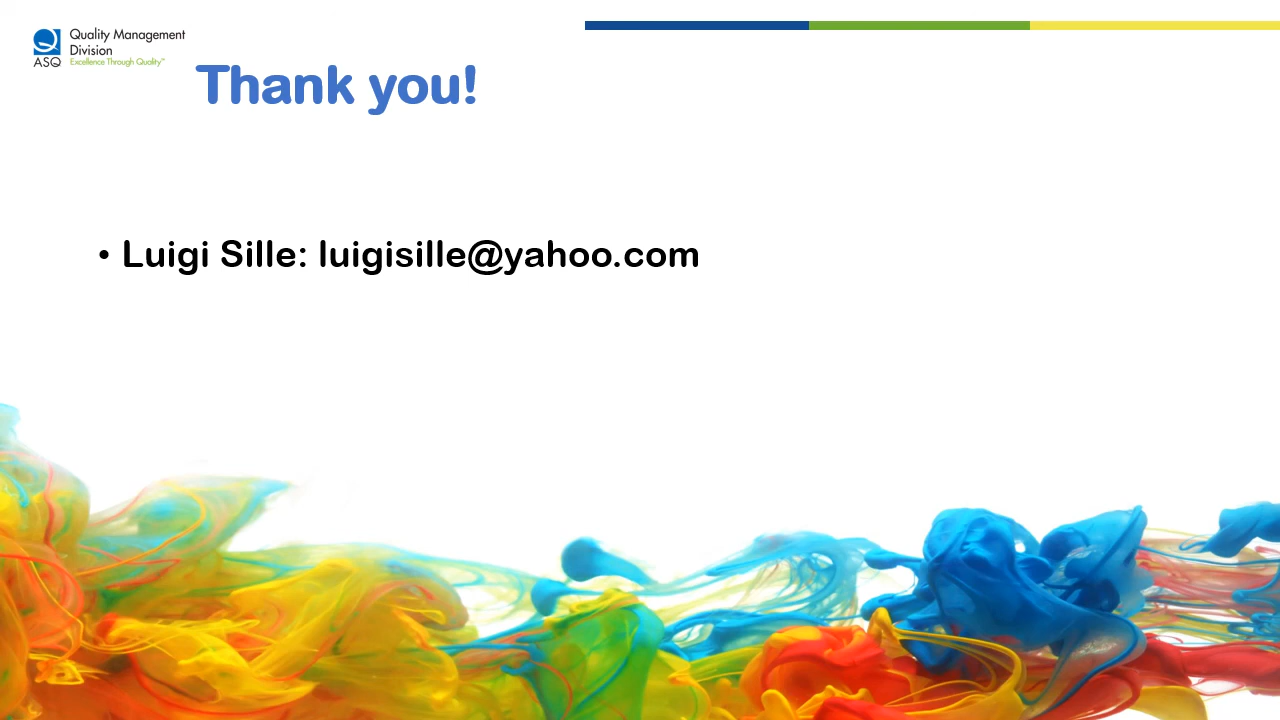 Quality Management
Division
ASQ Excellence Through Quality™
Thank you!
• Luigi Sille: luigisille@yahoo.com